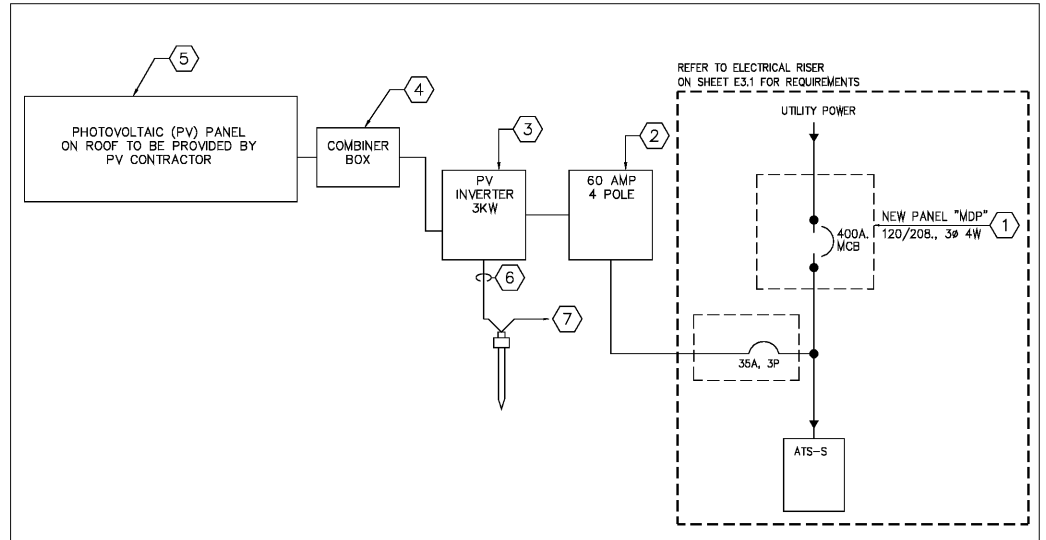 5
PHOTOVOLTAIC (PV) PANEL
ON ROOF TO BE PROVIDED BY
PV CONTRACTOR
4
COMBINER
BOX
3
PV
INVERTER
3KW
2
60 AMP
4 POLE
6
7
REFER TO ELECTRICAL RISER
ON SHEET E3.1 FOR REQUIREMENTS
UTILITY POWER
400A.
MCB
NEW PANEL "MDP"
120/208., 3ø 4W
1
35A, 3P
ATS-S